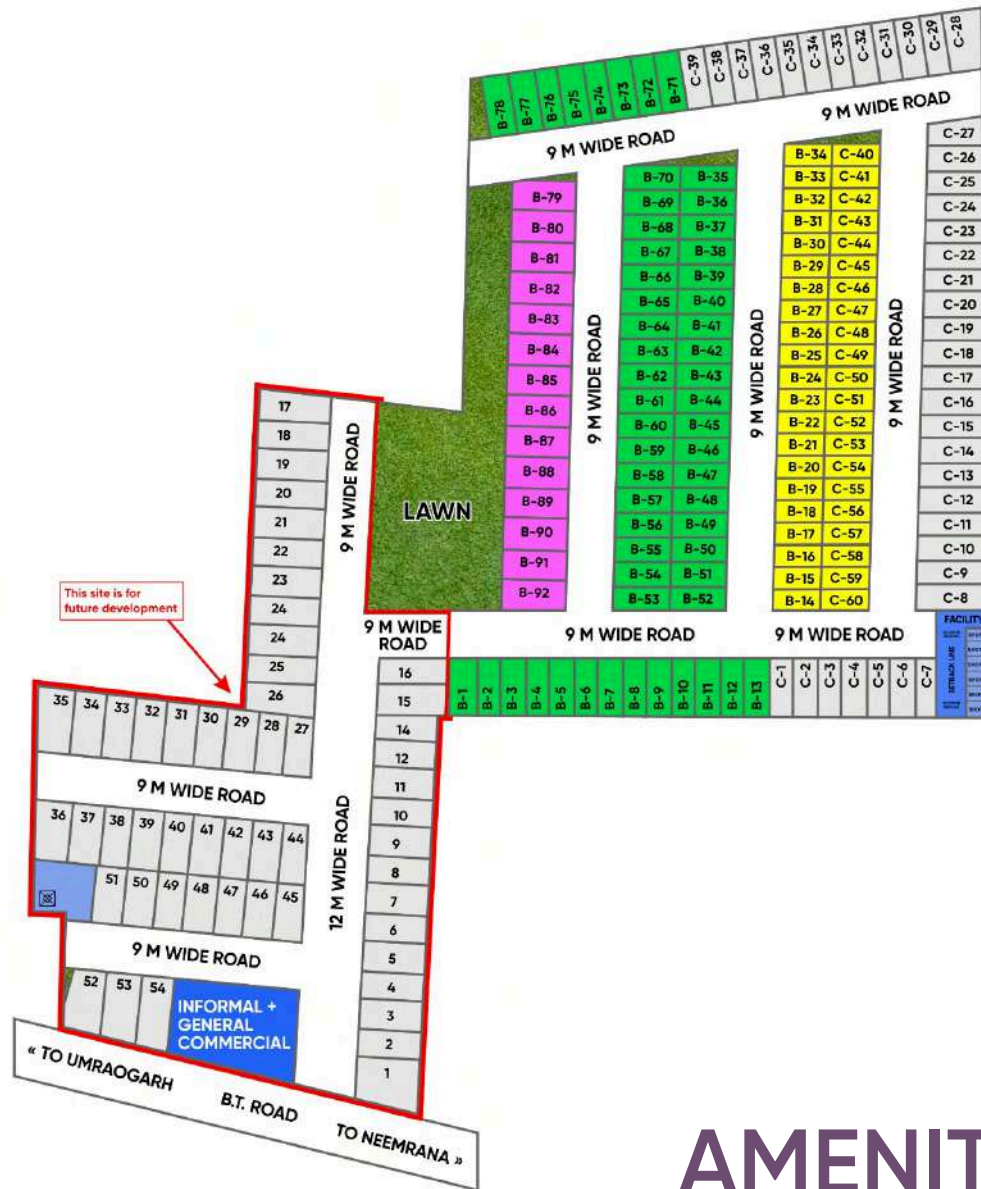 B-78
B-77
B-76
B-75
B-74
B-73
B-72
B-71
C-39
C-38
C-37
C-36
C-35
C-34
C-33
C-32
C-31
C-30
C-29
C-28
9 M WIDE ROAD
9 M WIDE ROAD
B-79
B-80
B-81
B-82
B-83
B-84
B-85
B-86
B-87
B-88
B-89
B-90
B-91
B-92
9 M WIDE ROAD
B-70 B-35
B-69 B-36
B-68 B-37
B-67 B-38
B-66 B-39
B-65 B-40
B-64 B-41
B-63 B-42
B-62 B-43
B-61 B-44
B-60 B-45
B-59 B-46
B-58 B-47
B-57 B-48
B-56 B-49
B-55 B-50
B-54 B-51
B-53 B-52
9 M WIDE ROAD
B-34 C-40
B-33 C-41
B-32 C-42
B-31 C-43
B-30 C-44
B-29 C-45
B-28 C-46
B-27 C-47
B-26 C-48
B-25 C-49
B-24 C-50
B-23 C-51
B-22 C-52
B-21 C-53
B-20 C-54
B-19 C-55
B-18 C-56
B-17 C-57
B-16 C-58
B-15 C-59
B-14 C-60
9 M WIDE ROAD
C-27
C-26
C-25
C-24
C-23
C-22
C-21
C-20
C-19
C-18
C-17
C-16
C-15
C-14
C-13
C-12
C-11
C-10
C-9
C-8
FACILITY
SETBACK LINE
LAWN
17
18
19
20
21
22
23
24
24
25
26
9 M WIDE ROAD
This site is for
future development
9 M WIDE
ROAD
9 M WIDE ROAD
9 M WIDE ROAD
B-1
B-2
B-3
B-4
B-5
B-6
B-7
B-8
B-9
B-10
B-11
B-12
B-13
C-1
C-2
C-3
C-4
C-5
C-6
C-7
35 34 33 32 31 30 29 28 27
9 M WIDE ROAD
36 37 38 39 40 41 42 43 44
51 50 49 48 47 46 45
9 M WIDE ROAD
52 53 54
INFORMAL +
GENERAL
COMMERCIAL
12 M WIDE ROAD
16
15
14
12
11
10
9
8
7
6
5
4
3
2
1
« TO UMRAOGARH
B.T. ROAD
TO NEEMRANA »
AMENIT